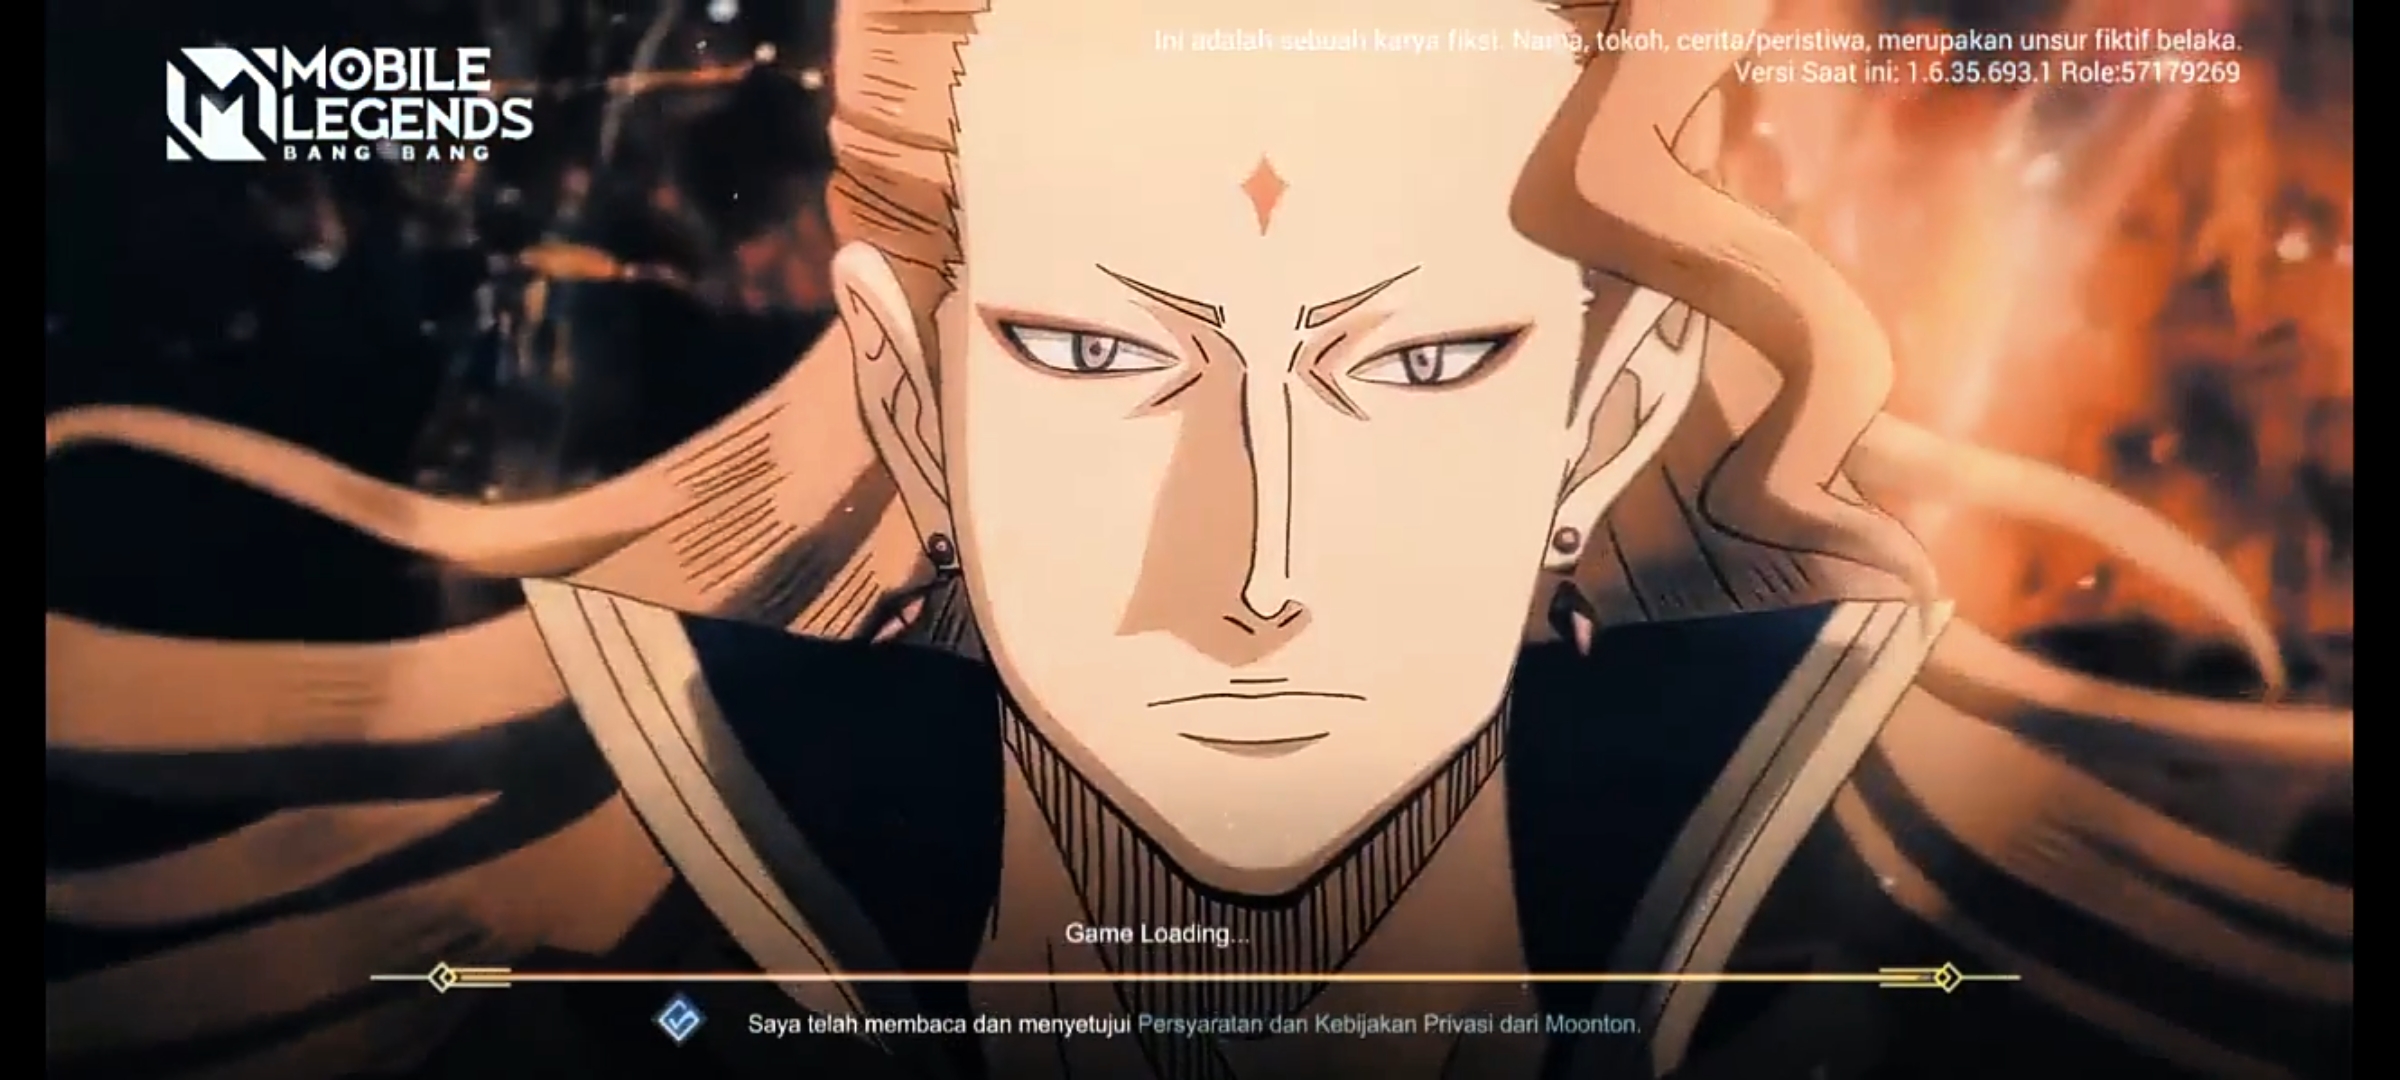 MOBILE
LEGENDS
BANG BANG
Ini adalah sebuah karya fiksi. Nama, tokoh, cerita/peristiwa, merupakan unsur fiktif belaka.
Versi Saat ini: 1.6.35.693.1 Role:57179269
Game Loading...
Saya telah membaca dan menyetujui Persyaratan dan Kebijakan Privasi dari Moonton.